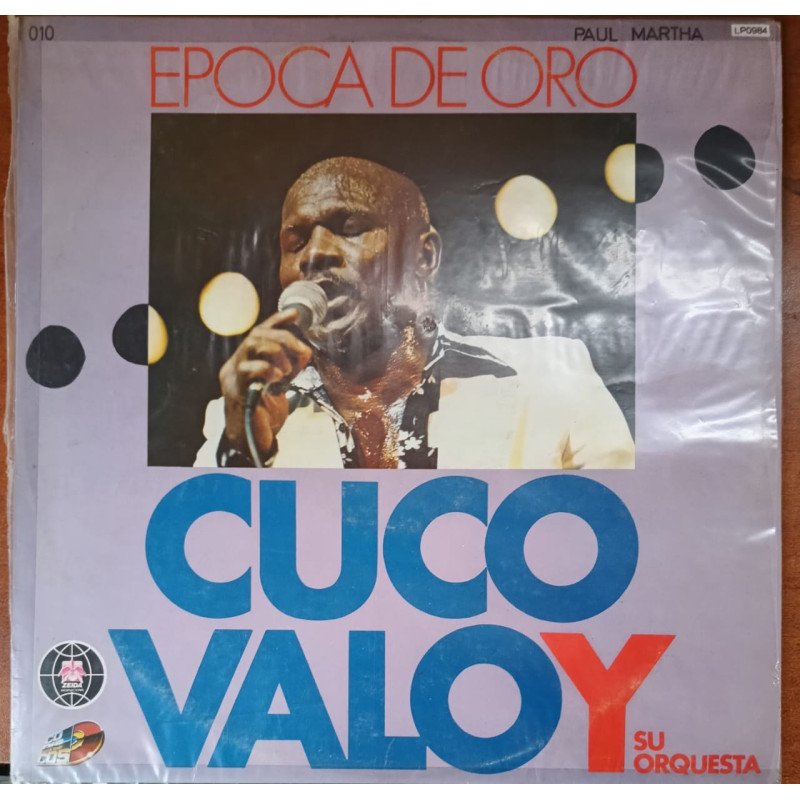 010
PAUL MARTHA
LP0984
EPOCA DE ORO
CUCO
VALOY
SU
ORQUESTA
ZEIDA